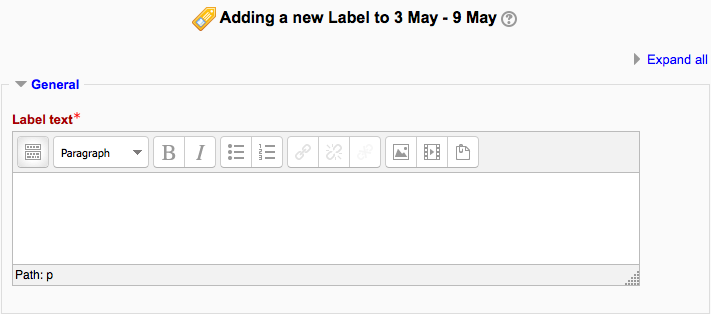 Adding a new Label to 3 May - 9 May
Expand all
General
Label text*
Paragraph B I
Path: p